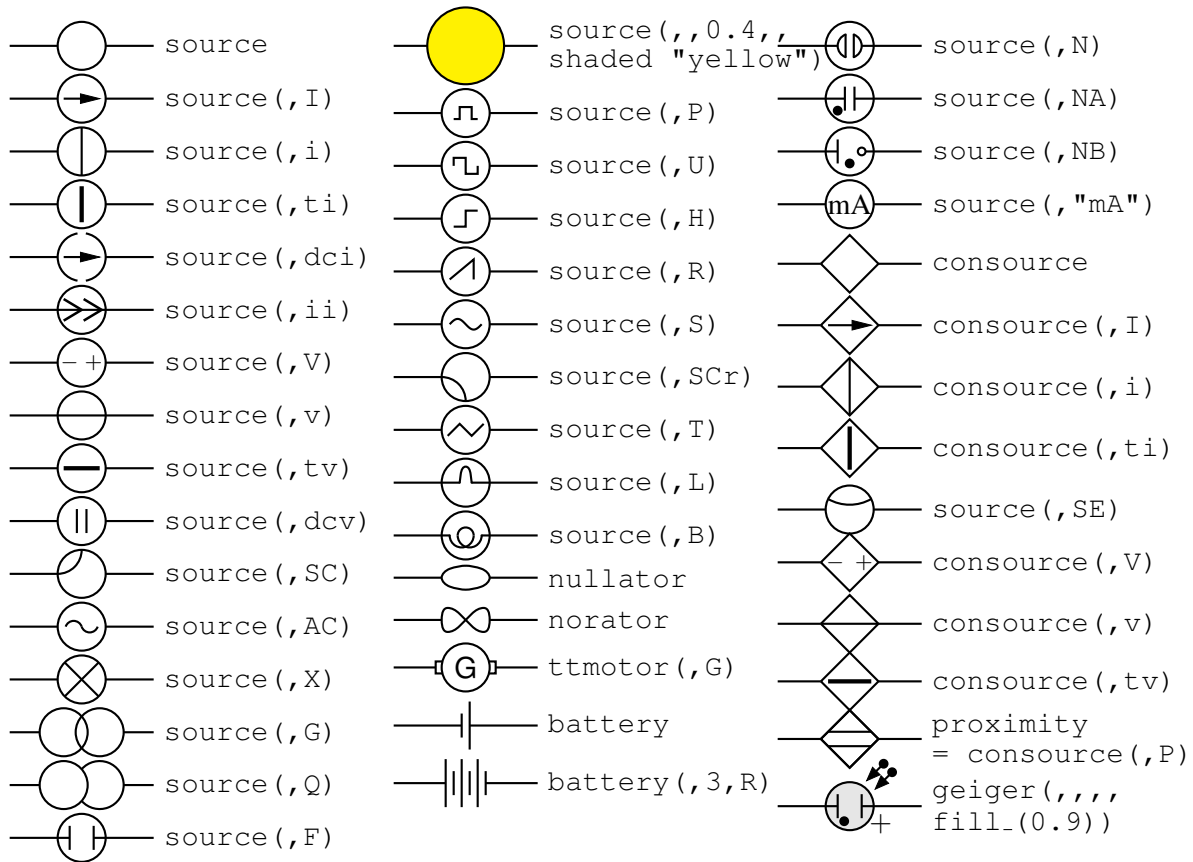 source
source(,I)
source(,i)
source(,ti)
source(,dci)
source(,ii)
− +
source(,V)
source(,v)
source(,tv)
source(,dcv)
source(,SC)
source(,AC)
source(,X)
source(,G)
source(,Q)
source(,F)
source(,,0.4,,
shaded "yellow")
source(,P)
source(,U)
source(,H)
source(,R)
source(,S)
source(,SCr)
source(,T)
source(,L)
source(,B)
nullator
norator
G
ttmotor(,G)
battery
battery(,3,R)
source(,N)
source(,NA)
source(,NB)
mA
source(,"mA")
consource
consource(,I)
consource(,i)
consource(,ti)
source(,SE)
− +
consource(,V)
consource(,v)
consource(,tv)
proximity
= consource(,P)
+
geiger(,,,,
fill_(0.9))